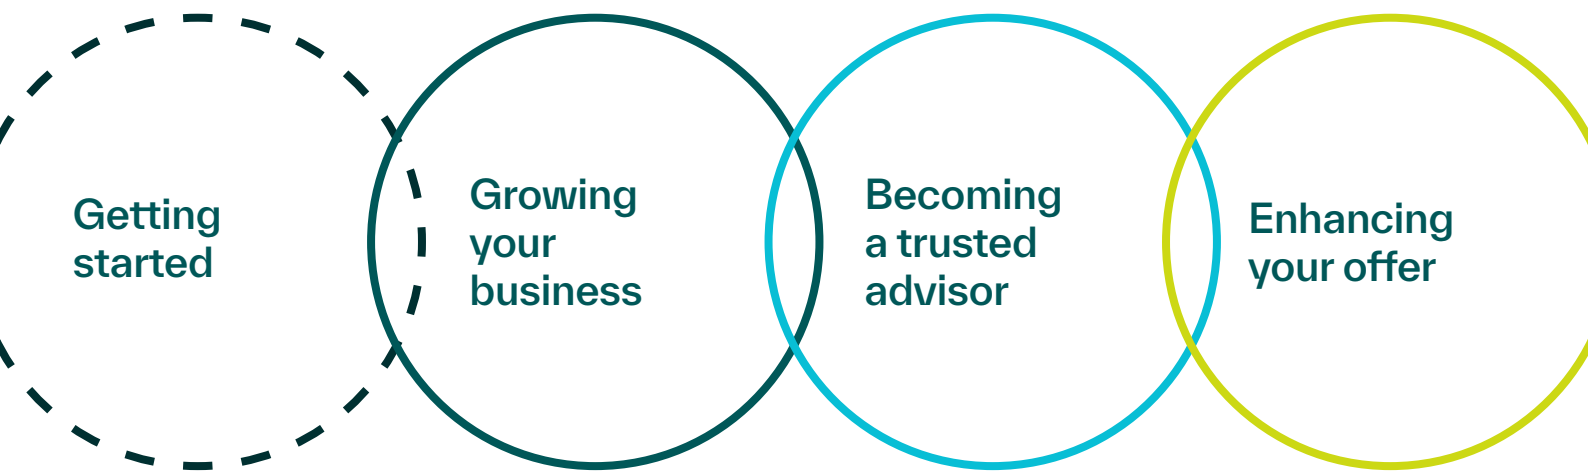 Getting
started
Growing
your
business
Becoming
a trusted
advisor
Enhancing
your offer